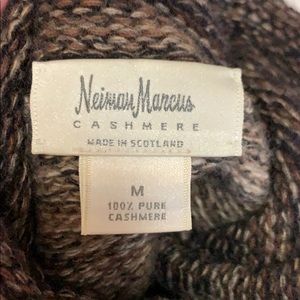 Neiman Marcus
CASHMERE
MADE IN SCOTLAND
M
100% PURE
CASHMERE